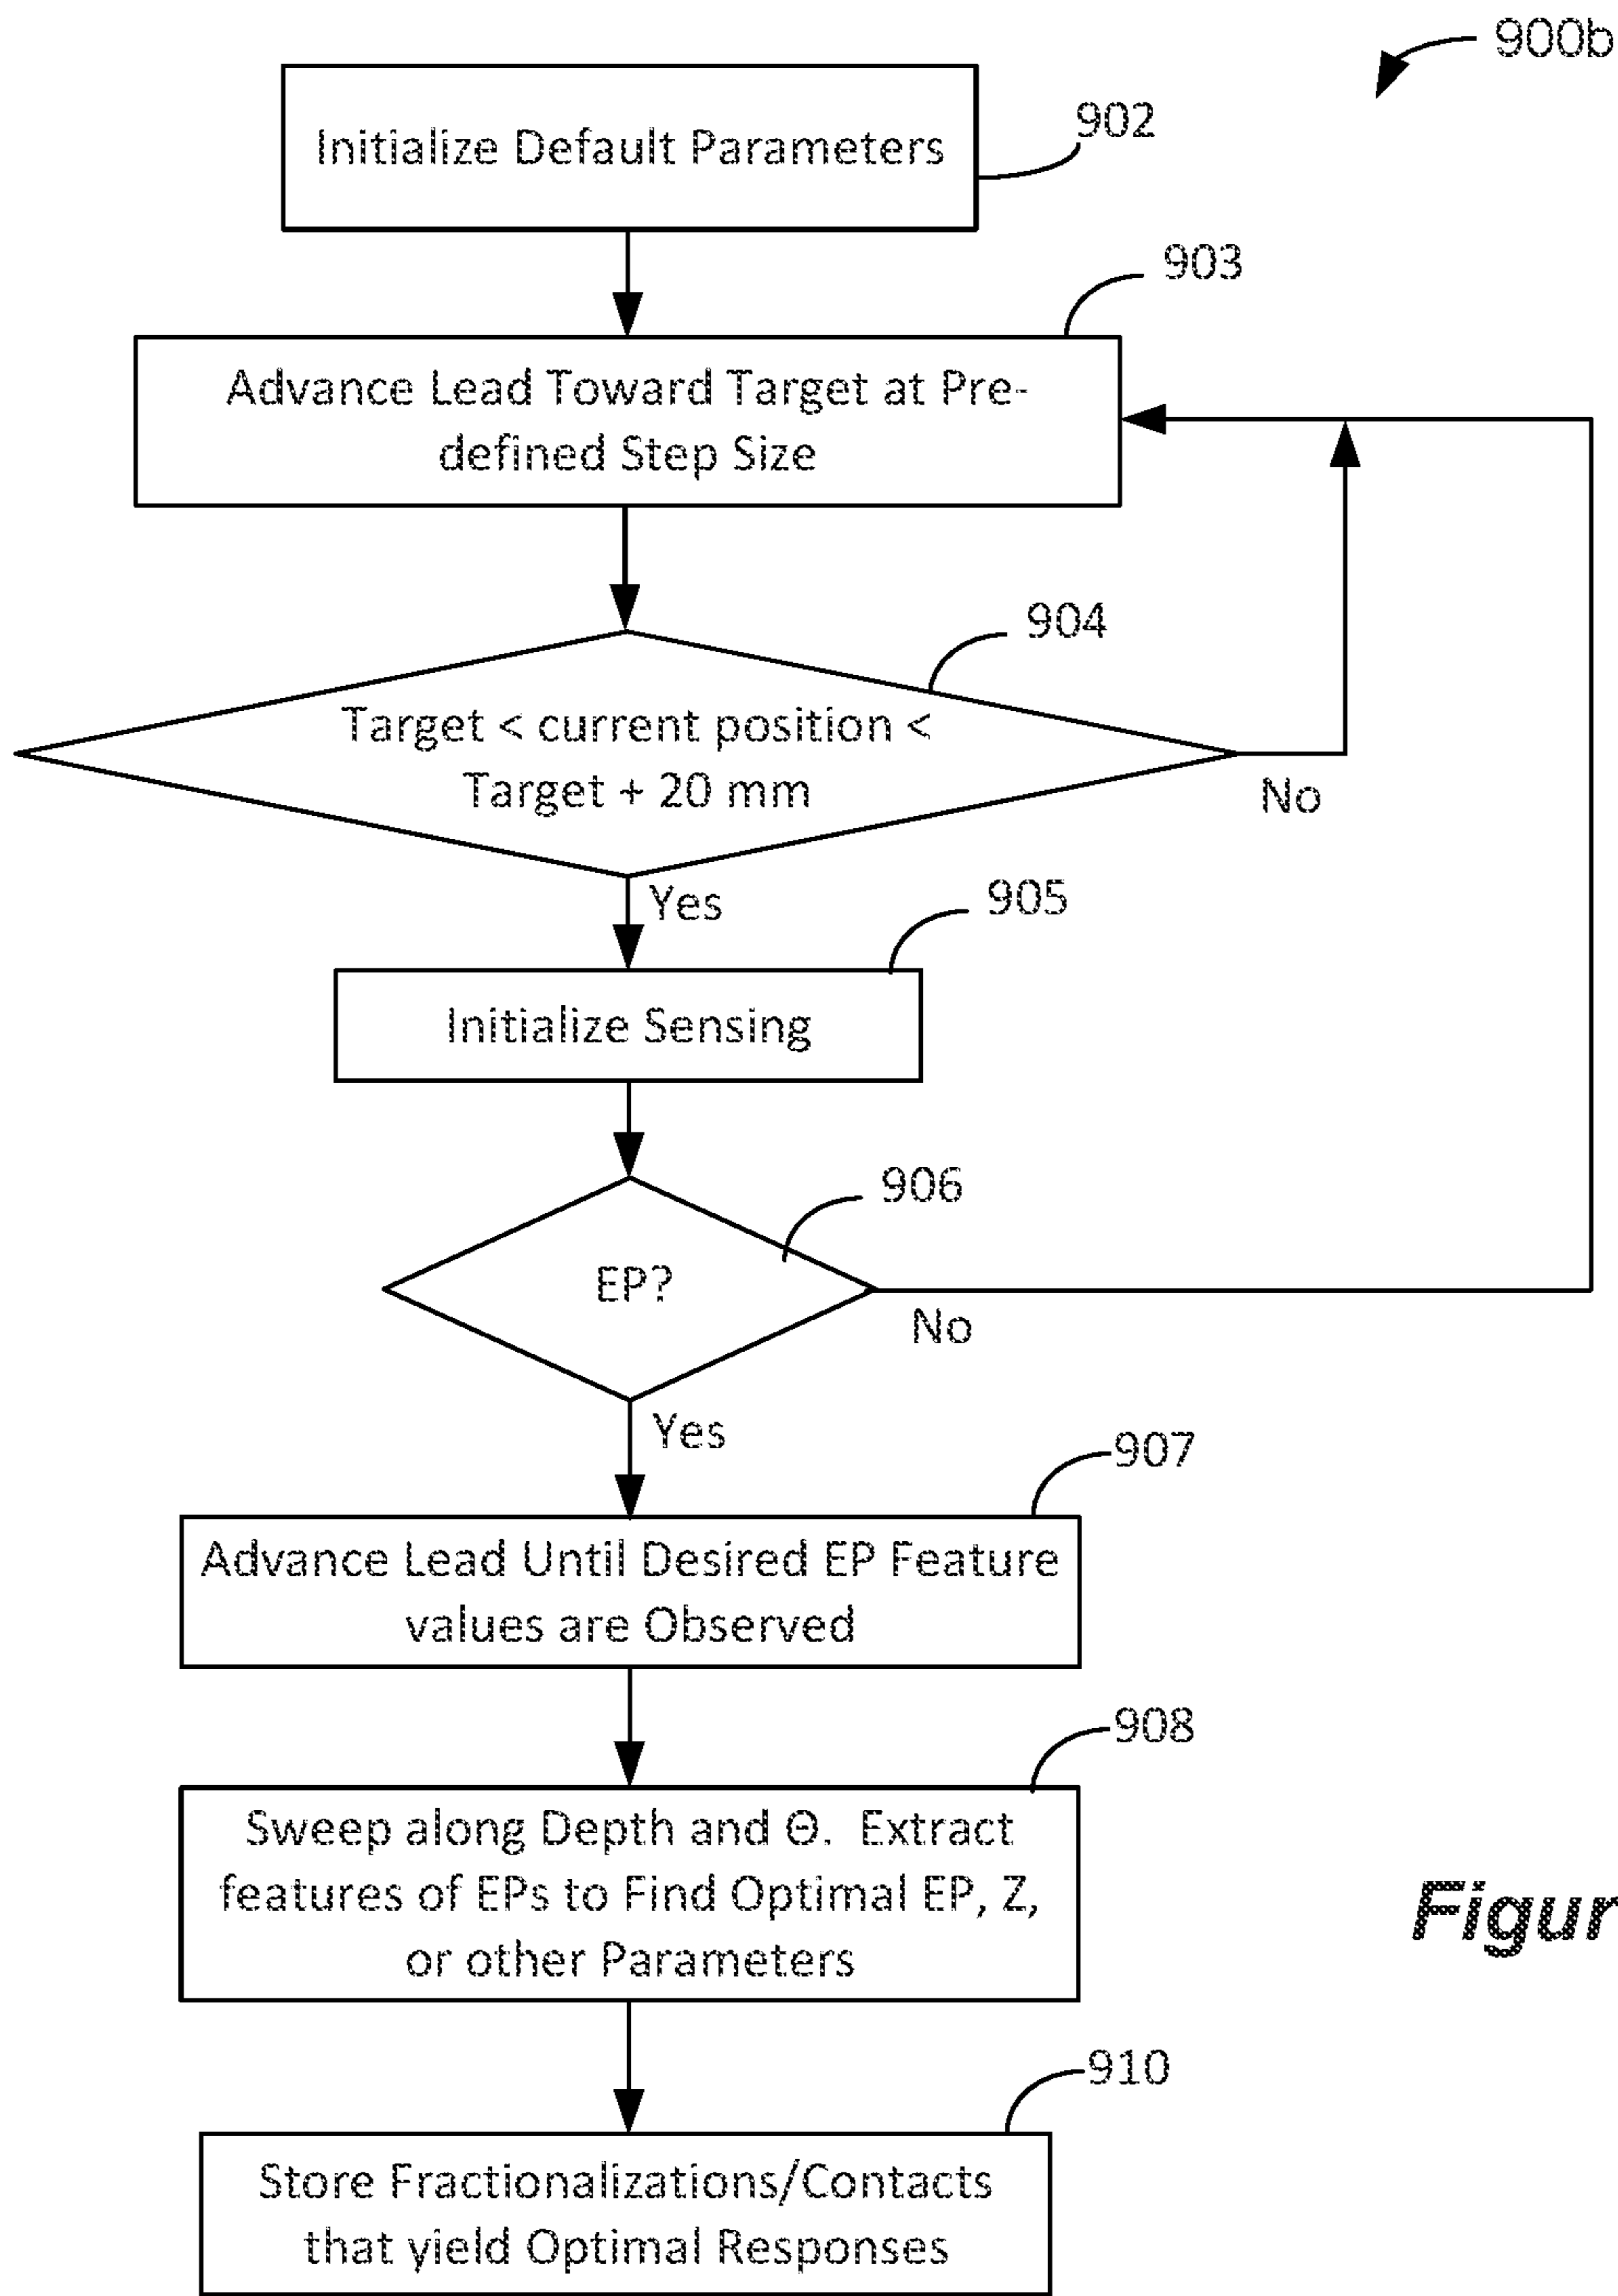 900b
Initialize Default Parameters
902
903
Advance Lead Toward Target at Pre-
defined Step Size
904
Target < current position <
Target + 20 mm
No
Yes
905
Initialize Sensing
906
EP?
No
Yes
907
Advance Lead Until Desired EP Feature
values are Observed
908
Sweep along Depth and Θ. Extract
features of EPs to Find Optimal EP, Z,
or other Parameters
Figur
910
Store Fractionalizations/Contacts
that yield Optimal Responses